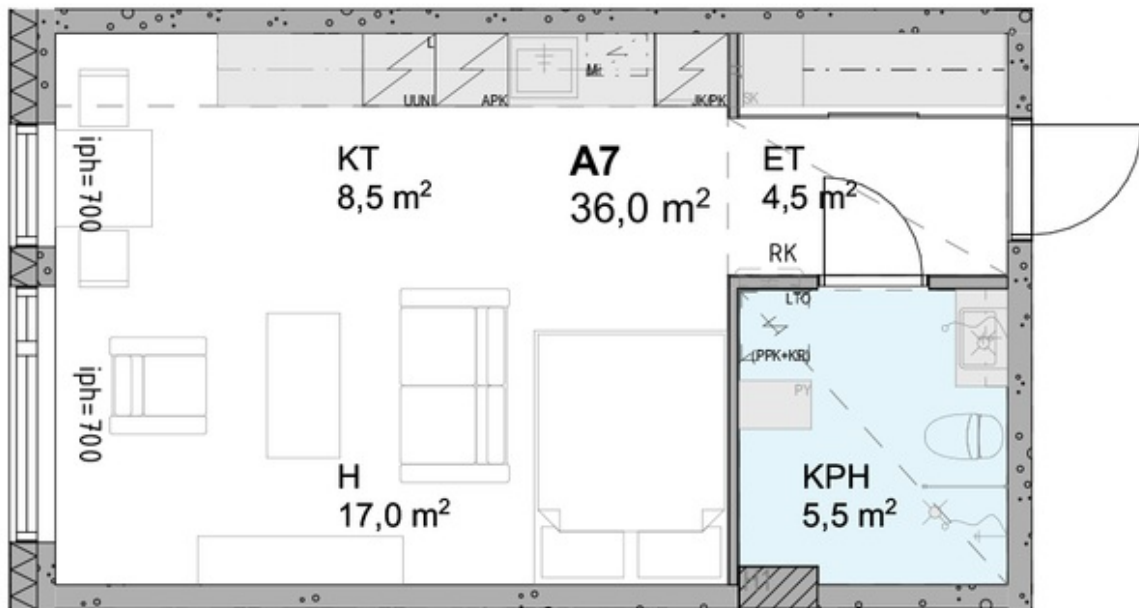 L
UUNI
APK
JK/PK
SK
iph=700
KT
8,5 m²
A7
36,0 m²
ET
4,5 m²
RK
LTO
(PPK+KR)
PY
iph=700
H
17,0 m²
KPH
5,5 m²